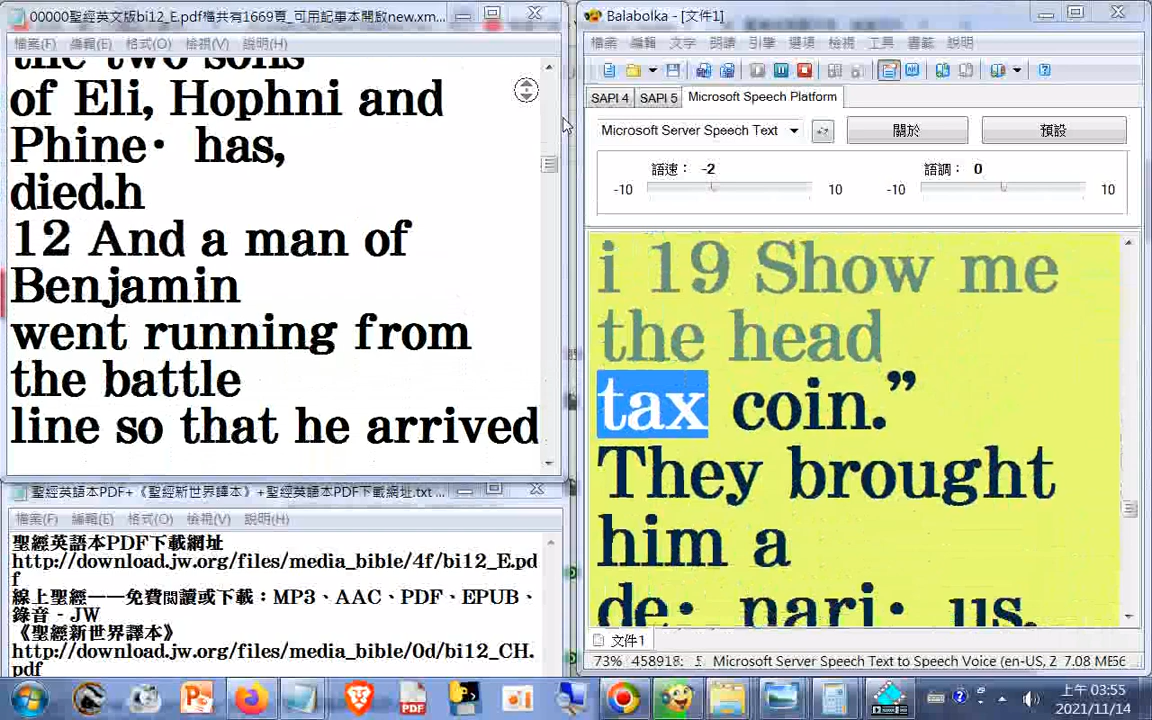 00000聖經英文版bi12_E.pdf檔共有1669頁_可用記事本開啟new.xm...
檔案(F) 編輯(E) 格式(O) 檢視(V) 說明(H)
the two sons
of Eli, Hophni and
Phine· has,
died.h
12 And a man of
Benjamin
went running from
the battle
line so that he arrived
聖經英語本PDF+《聖經新世界譯本》+聖經英語本PDF下載網址.txt ...
檔案(F) 編輯(E) 格式(O) 檢視(V) 說明(H)
聖經英語本PDF下載網址
http://download.jw.org/files/media_bible/4f/bi12_E.pd
f
線上聖經──免費閱讀或下載：MP3、AAC、PDF、EPUB、
錄音 - JW
《聖經新世界譯本》
http://download.jw.org/files/media_bible/0d/bi12_CH.
pdf
Balabolka - [文件1]
檔案 編輯 文字 朗讀 引擎 選項 檢視 工具 書籤 說明
SAPI 4 SAPI 5 Microsoft Speech Platform
Microsoft Server Speech Text 關於 預設
語速： -2 語調： 0
-10 10 -10 10
i 19 Show me
the head
tax coin.”
They brought
him a
de· nari· us.
文件1
73% 458918: Microsoft Server Speech Text to Speech Voice (en-US, 7.08 ME56
PDF
上午 03:55
2021/11/14